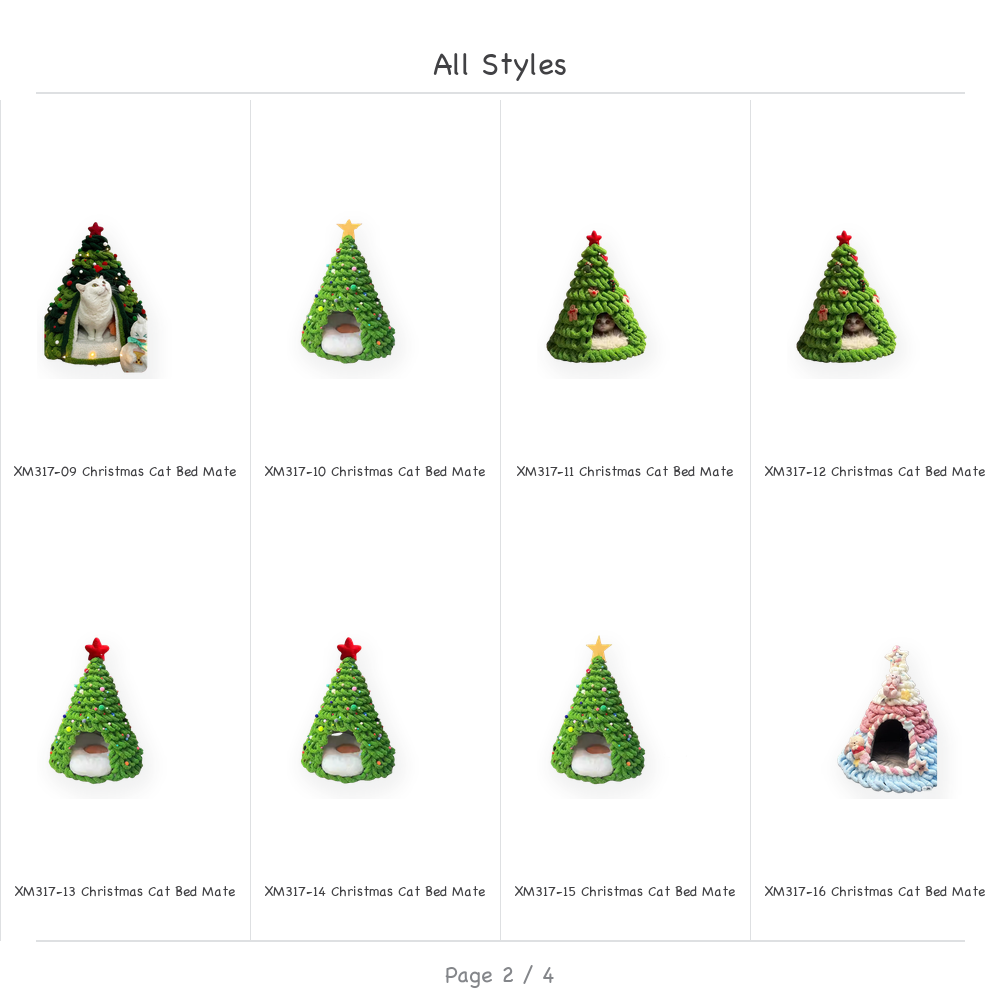 All Styles
XM317-09 Christmas Cat Bed Mate
XM317-10 Christmas Cat Bed Mate
XM317-11 Christmas Cat Bed Mate
XM317-12 Christmas Cat Bed Mate
XM317-13 Christmas Cat Bed Mate
XM317-14 Christmas Cat Bed Mate
XM317-15 Christmas Cat Bed Mate
XM317-16 Christmas Cat Bed Mate
Page 2 / 4